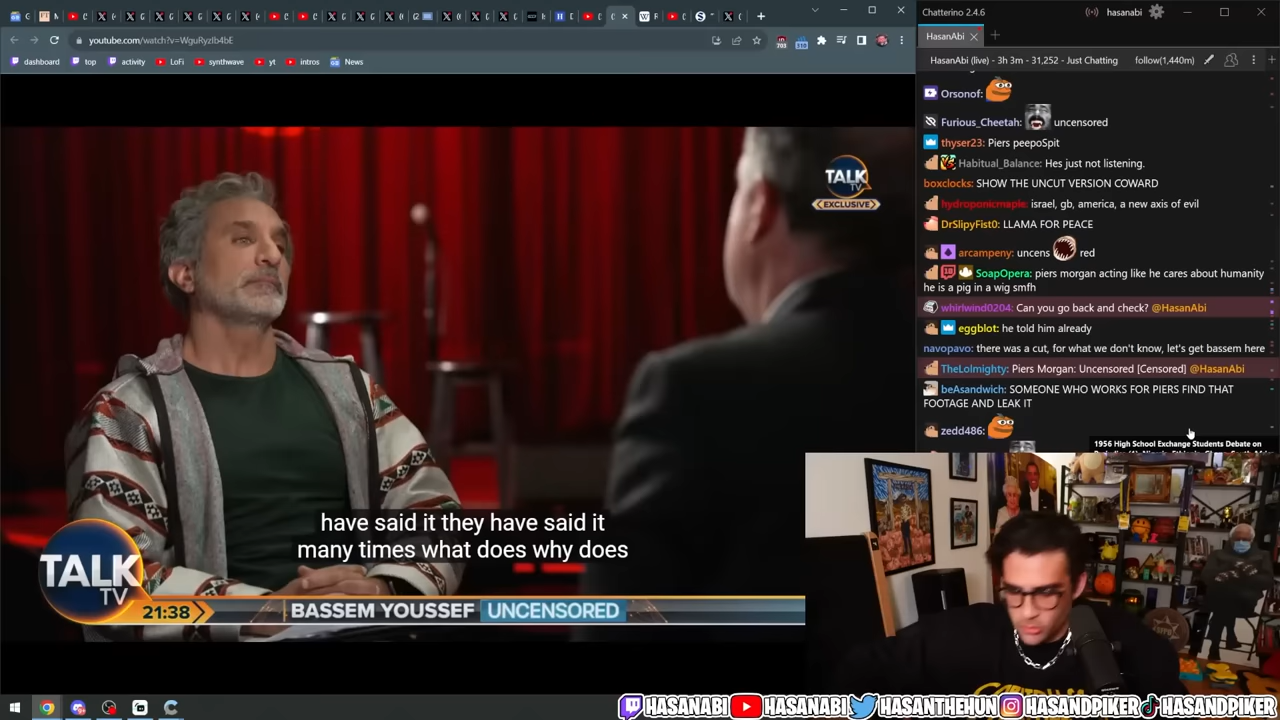 Chatterino 2.4.6
hasanabi
HasanAbi
youtube.com/watch?v=WguRyzIb4bE
dashboard
top
activity
LoFi
synthwave
yt
intros
News
HasanAbi (live) - 3h 3m - 31,252 - Just Chatting
follow(1,440m)
Orsonof:
Furious_Cheetah: uncensored
thyser23: Piers peepoSpit
Habitual_Balance: Hes just not listening.
boxclocks: SHOW THE UNCUT VERSION COWARD
hydroponicmapie: israel, gb, america, a new axis of evil
DrSlipyFist0: LLAMA FOR PEACE
arcampeny: uncens red
SoapOpera: piers morgan acting like he cares about humanity
he is a pig in a wig smfh
whirlwind0204: Can you go back and check? @HasanAbi
eggblot: he told him already
navopavo: there was a cut, for what we don't know, let's get bassem here
TheLolmighty: Piers Morgan: Uncensored [Censored] @HasanAbi
beAsandwich: SOMEONE WHO WORKS FOR PIERS FIND THAT
FOOTAGE AND LEAK IT
zedd486:
1956 High School Exchange Students Debate on
TALK
TV
EXCLUSIVE
have said it they have said it
many times what does why does
TALK
TV
21:38
BASSEM YOUSSEF UNCENSORED
HASANABI
HASANABI
HASANTHEHUN
HASANDPIKER
HASANDPIKER